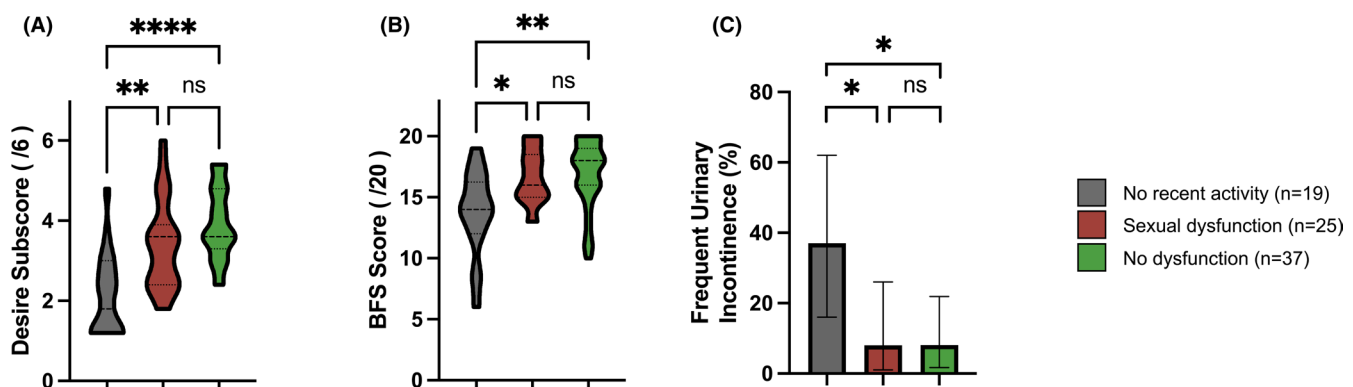 (A)
****
**
ns
Desire Subscore ( /6 )
6
4
2
0
(B)
**
*
ns
BFS Score ( /20 )
20
15
10
5
0
(C)
*
*
ns
Frequent Urinary
Incontinence (%)
80
60
40
20
0
No recent activity (n=19)
Sexual dysfunction (n=25)
No dysfunction (n=37)